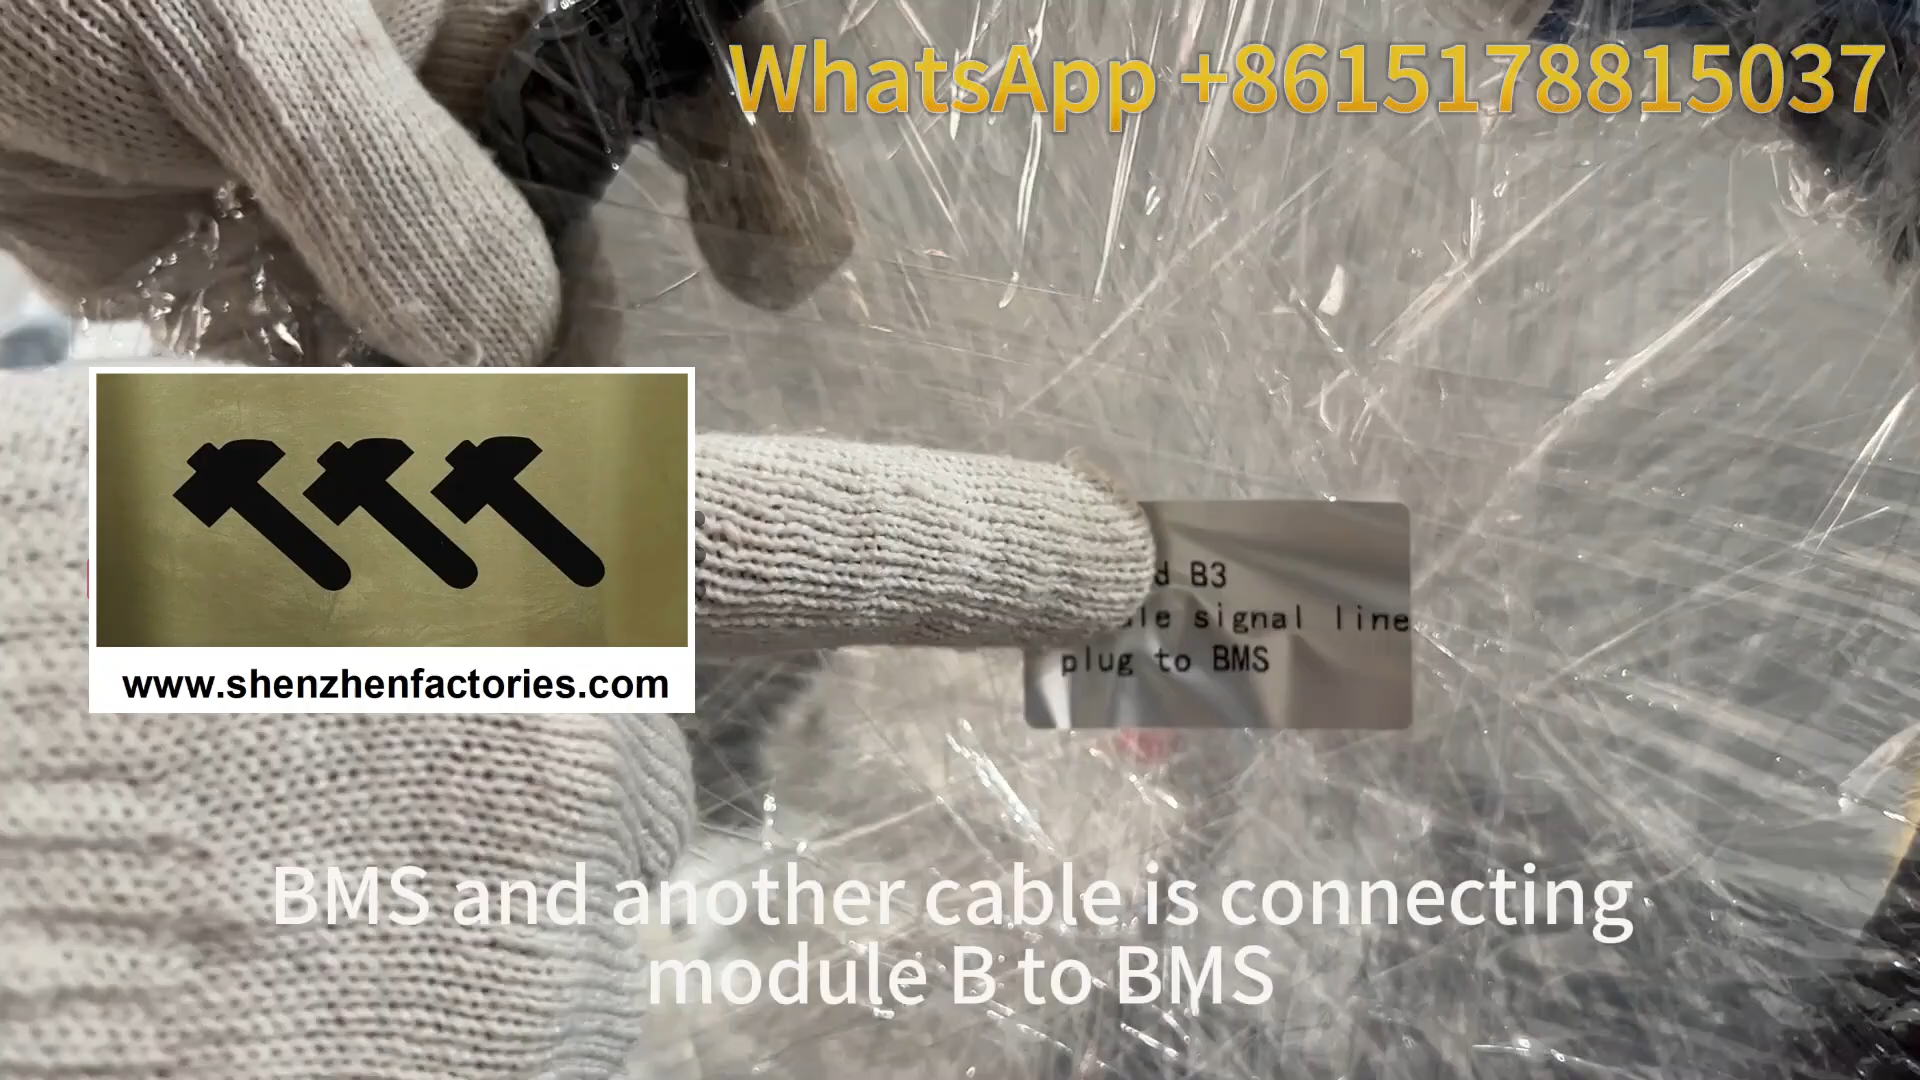 WhatsApp +8615178815037
B3
signal line
plug to BMS
www.shenzhenfactories.com
BMS and another cable is connecting
module B to BMS